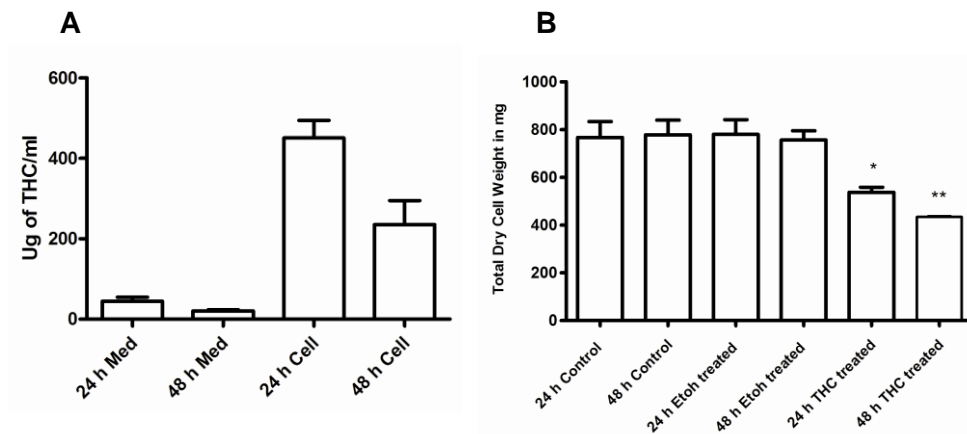 A
Ug of THC/ml
600
400
200
0
24 h Med
48 h Med
24 h Cell
48 h Cell
B
Total Dry Cell Weight in mg
1000
800
600
400
200
0
*
**
24 h Control
48 h Control
24 h Etoh treated
48 h Etoh treated
24 h THC treated
48 h THC treated